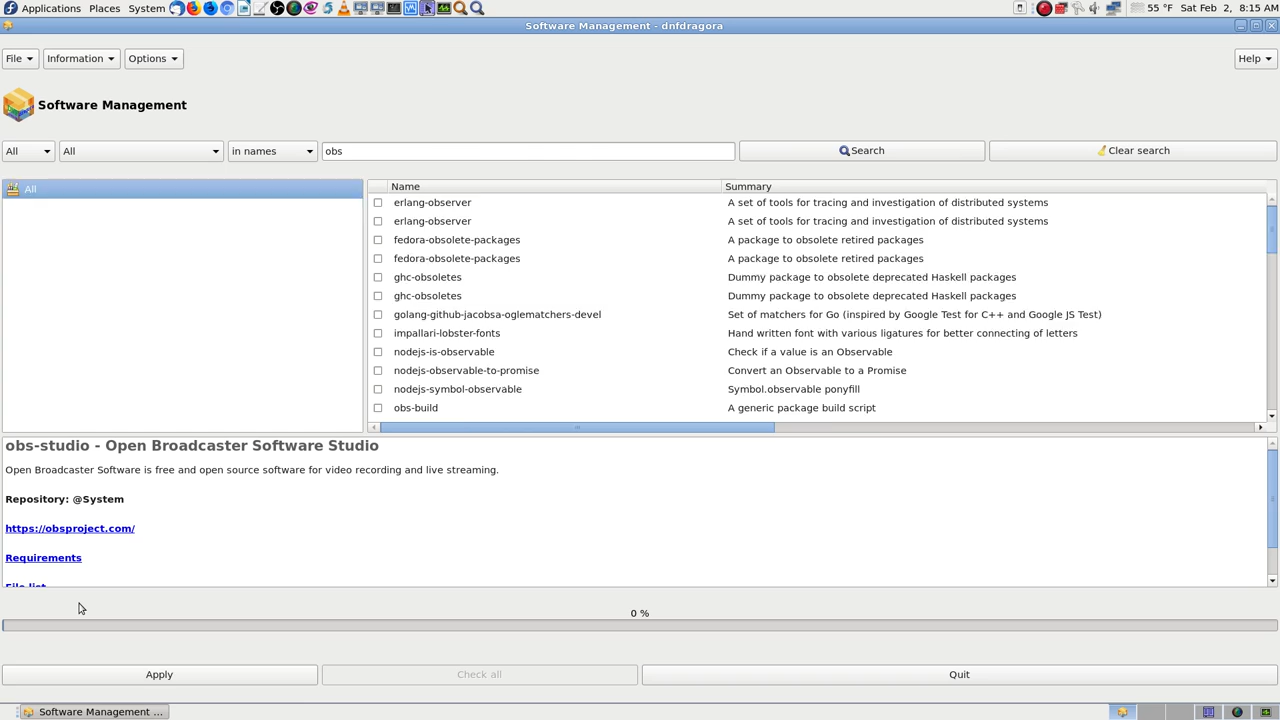 Applications Places System 55 °F Sat Feb 2, 8:15 AM
Software Management - dnfdragora
File Information Options Help
Software Management
All All in names obs Search Clear search
All
Name Summary
erlang-observer A set of tools for tracing and investigation of distributed systems
erlang-observer A set of tools for tracing and investigation of distributed systems
fedora-obsolete-packages A package to obsolete retired packages
fedora-obsolete-packages A package to obsolete retired packages
ghc-obsoletes Dummy package to obsolete deprecated Haskell packages
ghc-obsoletes Dummy package to obsolete deprecated Haskell packages
golang-github-jacobsa-oglematchers-devel Set of matchers for Go (inspired by Google Test for C++ and Google JS Test)
impallari-lobster-fonts Hand written font with various ligatures for better connecting of letters
nodejs-is-observable Check if a value is an Observable
nodejs-observable-to-promise Convert an Observable to a Promise
nodejs-symbol-observable Symbol.observable ponyfill
obs-build A generic package build script
obs-studio - Open Broadcaster Software Studio
Open Broadcaster Software is free and open source software for video recording and live streaming.
Repository: @System
https://obsproject.com/
Requirements
File list
0 %
Apply Check all Quit
Software Management ...